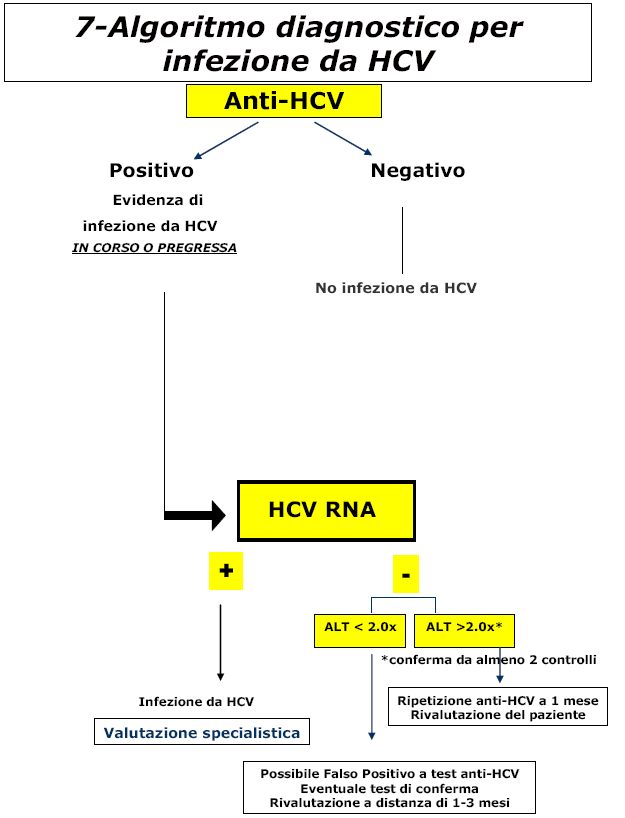 7-Algoritmo diagnostico per
infezione da HCV
Anti-HCV
Positivo
Negativo
Evidenza di
infezione da HCV
IN CORSO O PREGRESSA
No infezione da HCV
HCV RNA
+
-
ALT < 2.0x
ALT >2.0x*
*conferma da almeno 2 controlli
Infezione da HCV
Valutazione specialistica
Ripetizione anti-HCV a 1 mese
Rivalutazione del paziente
Possibile Falso Positivo a test anti-HCV
Eventuale test di conferma
Rivalutazione a distanza di 1-3 mesi